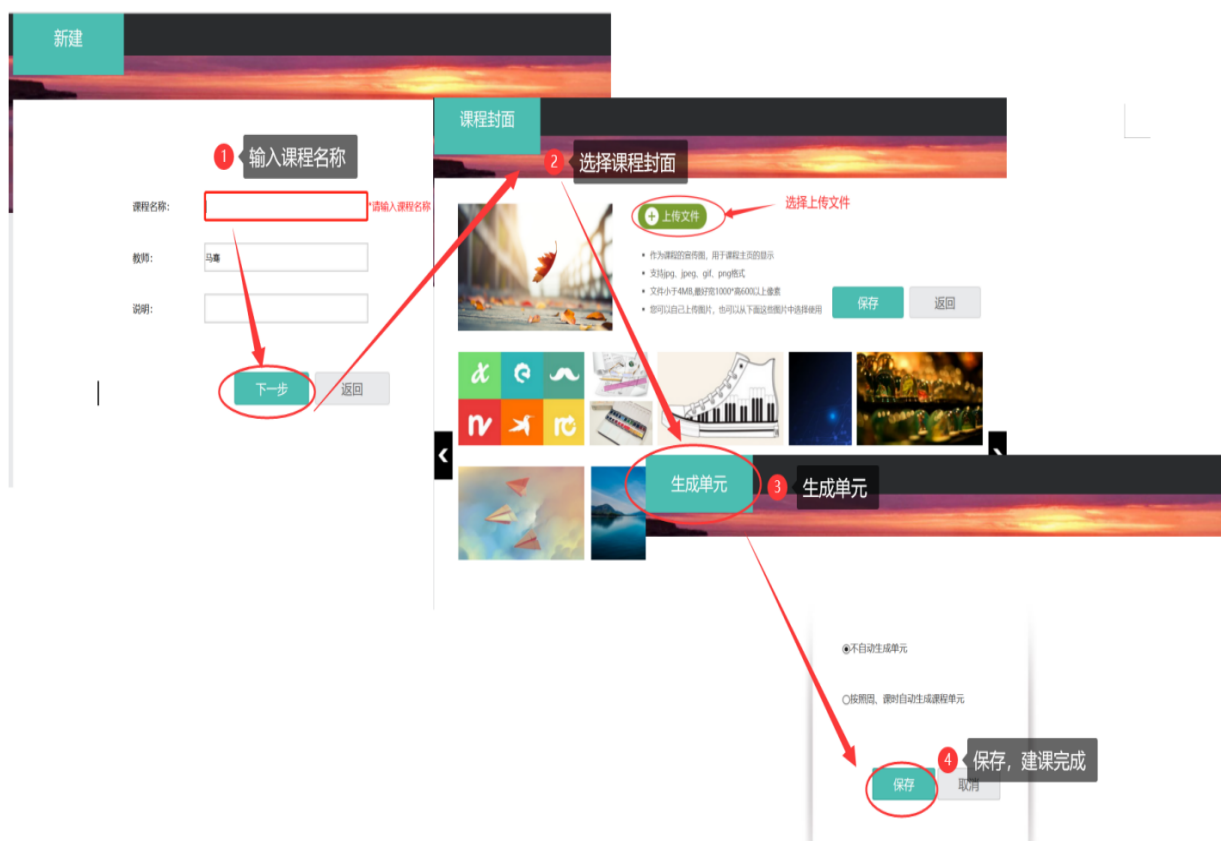 新建
1 输入课程名称
课程名称:
*请输入课程名称
教师:
马骞
说明:
下一步
返回
课程封面
2 选择课程封面
上传文件
选择上传文件
作为课程的宣传图，用于课程主页的显示
支持jpg、jpeg、gif、png格式
文件小于4MB,最好宽1000*高600以上像素
您可以自己上传图片，也可以从下面这些图片中选择使用
保存
返回
生成单元
3 生成单元
不自动生成单元
按照周、课时自动生成课程单元
4 保存，建课完成
保存
取消